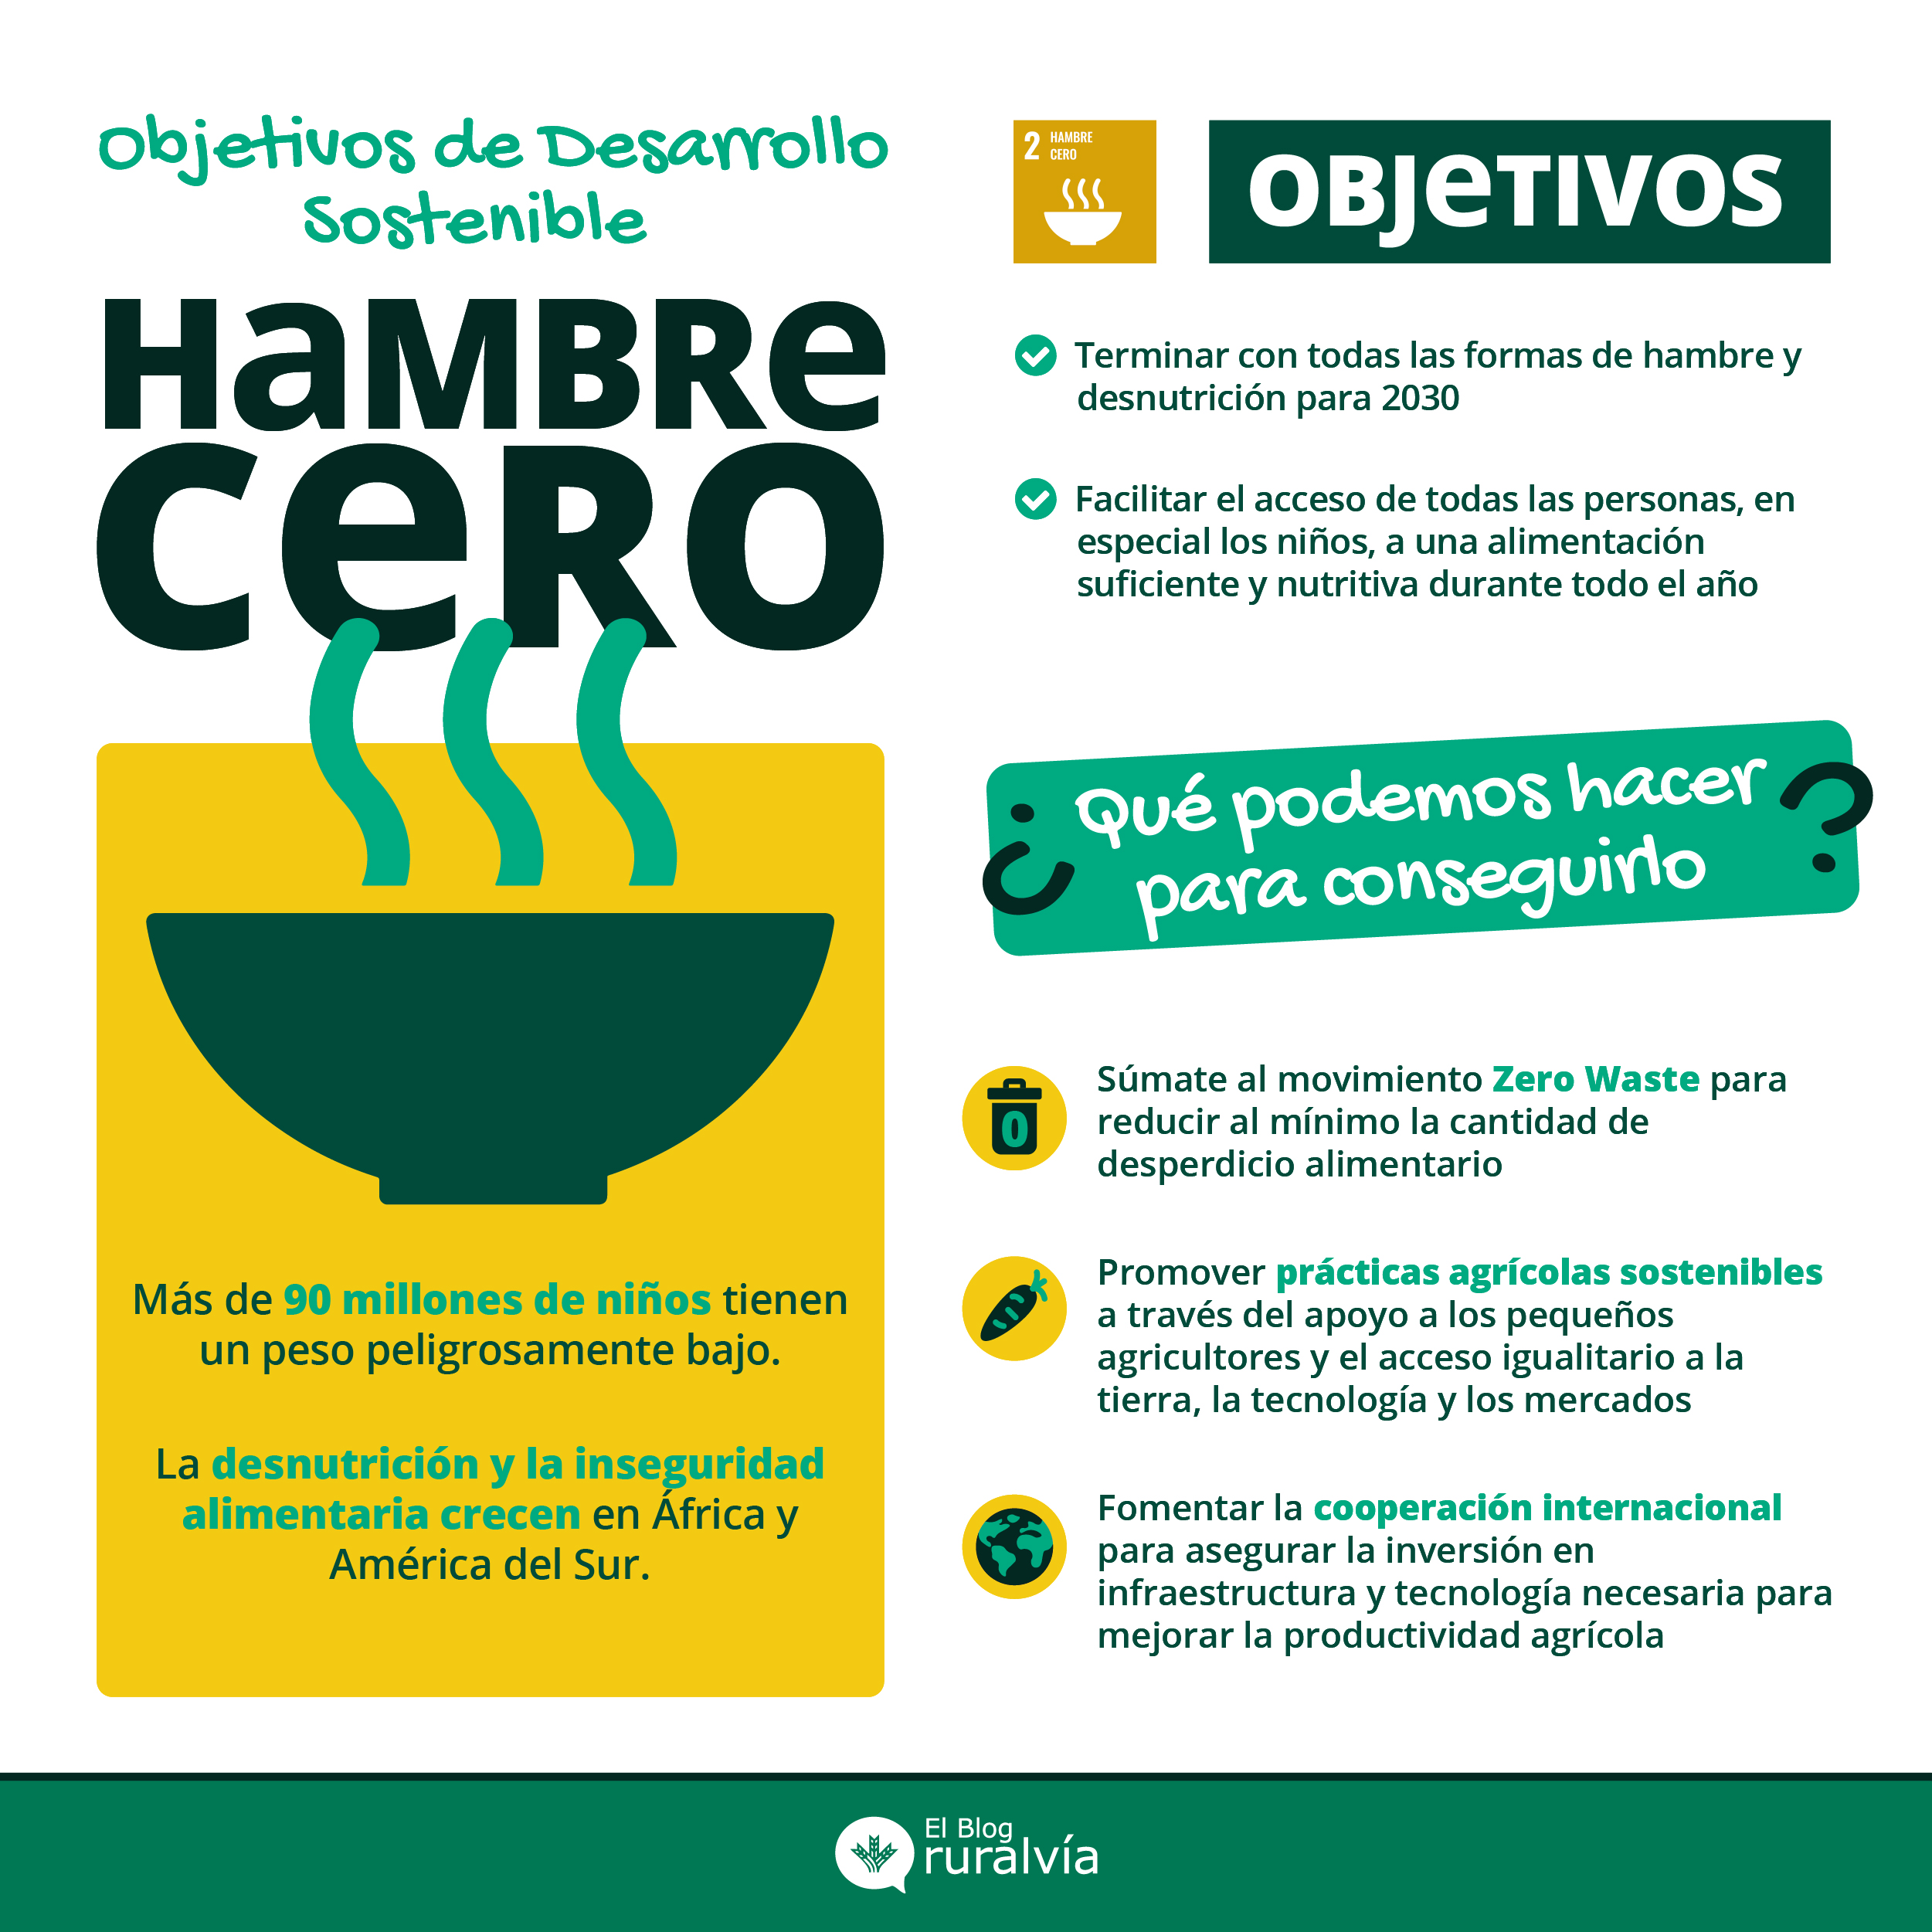 Objetivos de Desarrollo
Sostenible
HaMBRe
CeRO
Más de 90 millones de niños tienen
un peso peligrosamente bajo.
La desnutrición y la inseguridad
alimentaria crecen en África y
América del Sur.
2 HAMBRE
CERO
OBJeTIVOS
Terminar con todas las formas de hambre y
desnutrición para 2030
Facilitar el acceso de todas las personas, en
especial los niños, a una alimentación
suficiente y nutritiva durante todo el año
¿Qué podemos hacer
para conseguirlo?
0
Súmate al movimiento Zero Waste para
reducir al mínimo la cantidad de
desperdicio alimentario
Promover prácticas agrícolas sostenibles
a través del apoyo a los pequeños
agricultores y el acceso igualitario a la
tierra, la tecnología y los mercados
Fomentar la cooperación internacional
para asegurar la inversión en
infraestructura y tecnología necesaria para
mejorar la productividad agrícola
El Blog
ruralvía